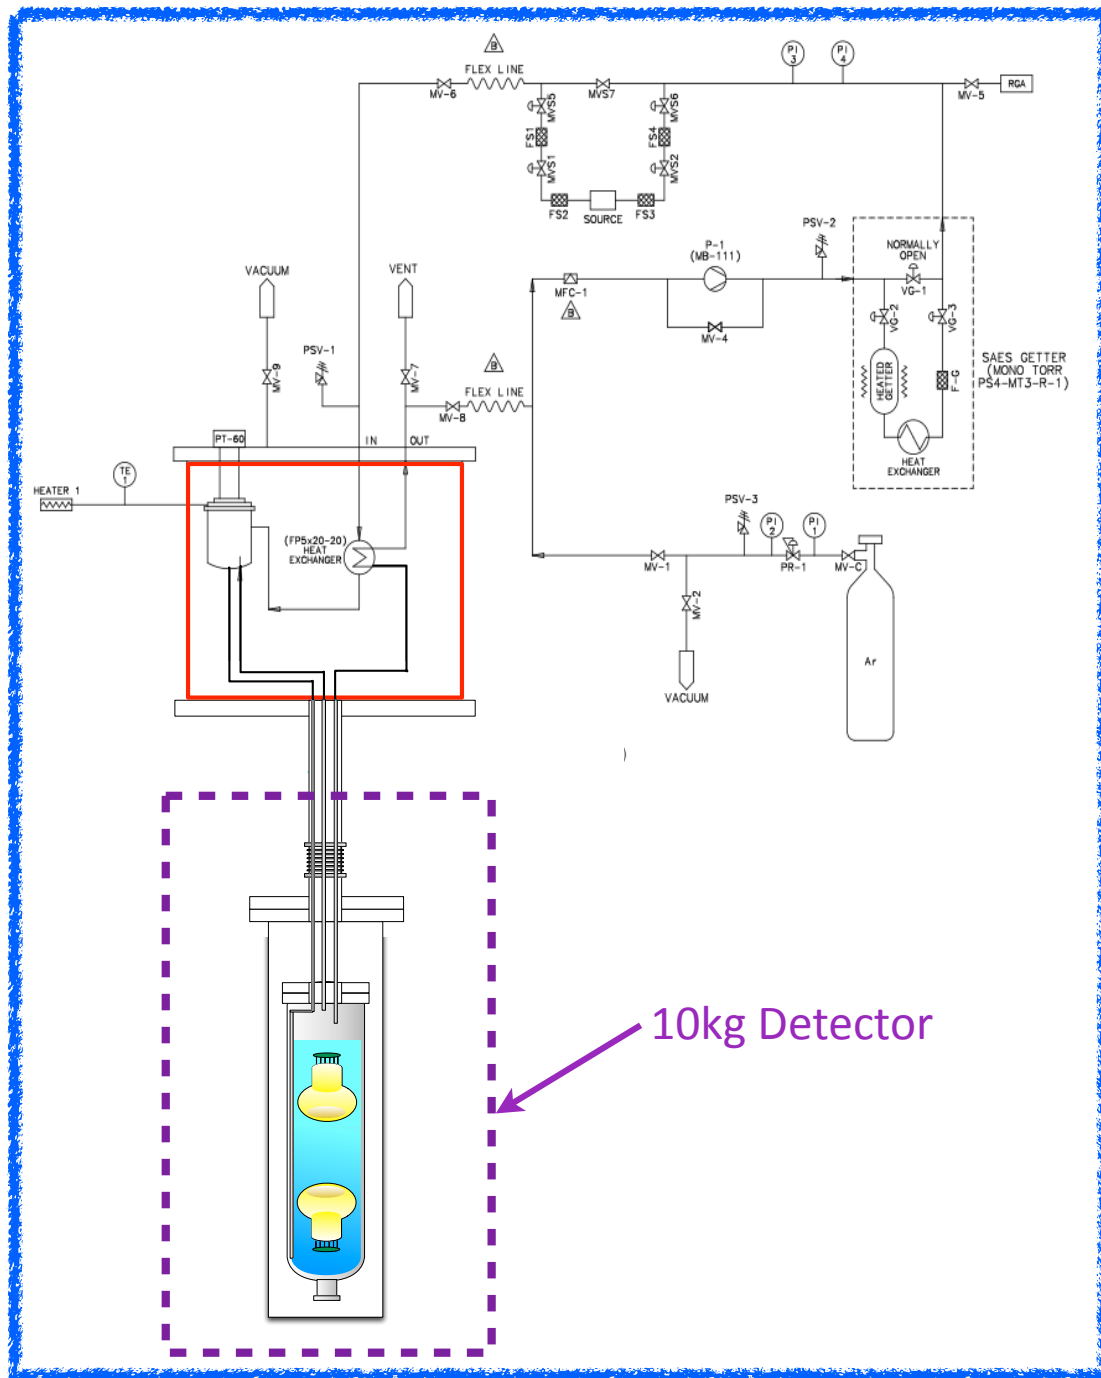 B
FLEX LINE
MV-6
MVS5
MVS7
MVS6
PI
3
PI
4
MV-5
RGA
FS1
FS4
MVS1
MVS2
FS2
SOURCE
FS3
PSV-2
P-1
(MB-111)
NORMALLY
OPEN
VG-1
VACUUM
VENT
MFC-1
B
MV-4
VG-2
VG-3
PSV-1
MV-9
MV-7
B
FLEX LINE
MV-8
HEATED
GETTER
F-G
SAES GETTER
(MONO TORR
PS4-MT3-R-1)
HEAT
EXCHANGER
PT-60
IN
OUT
TE
1
HEATER 1
(FP5x20-20)
HEAT
EXCHANGER
PSV-3
PI
2
PI
1
MV-1
PR-1
MV-C
MV-2
VACUUM
Ar
)
10kg Detector